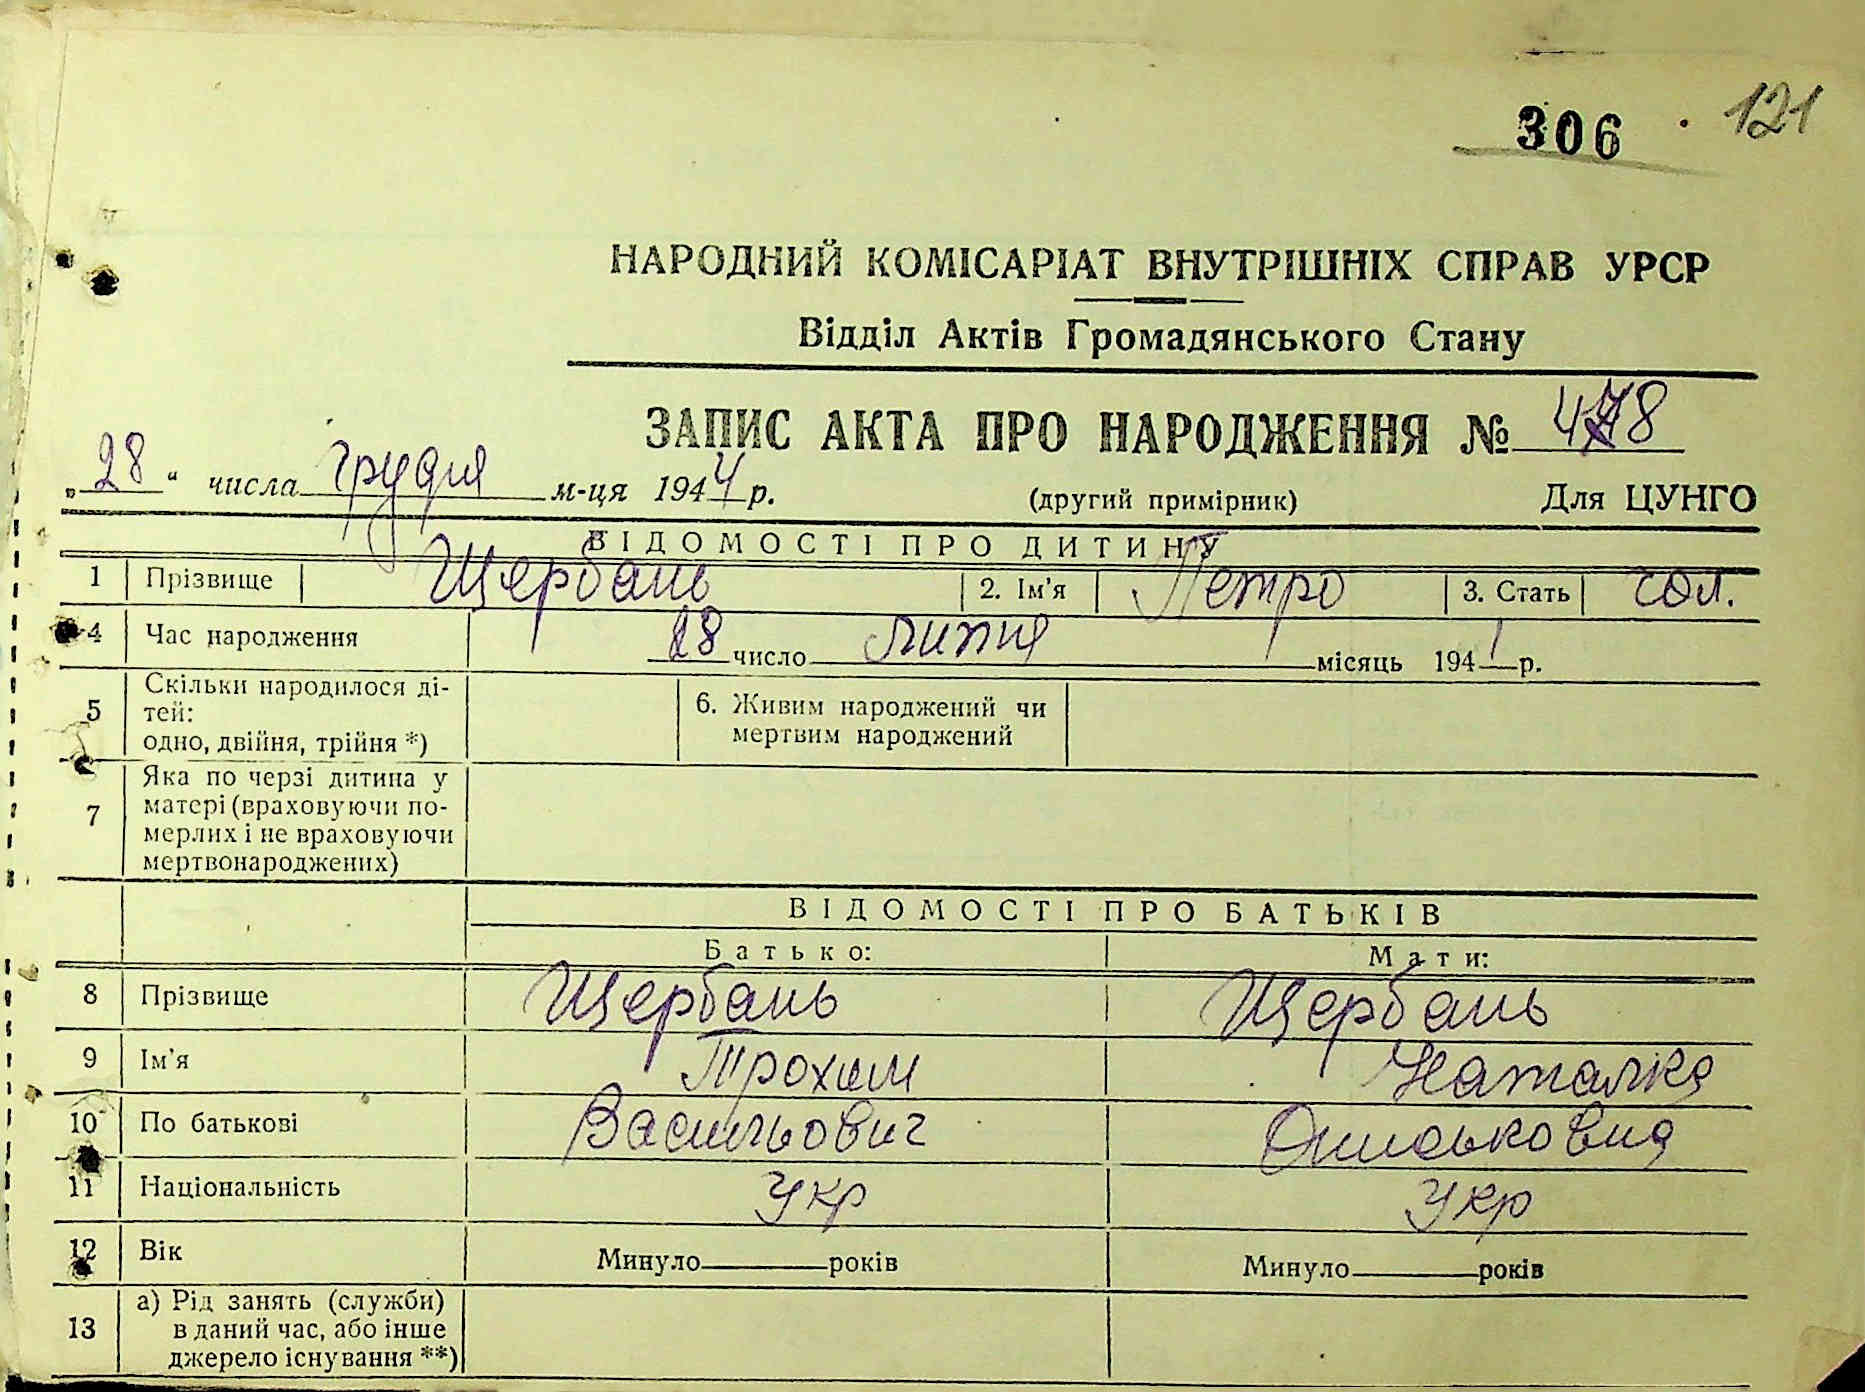 306 · 121
НАРОДНИЙ КОМІСАРІАТ ВНУТРІШНІХ СПРАВ УРСР
Відділ Актів Громадянського Стану
ЗАПИС АКТА ПРО НАРОДЖЕННЯ № 478
„28“ числа грудня м-ця 1944 р. (другий примірник) Для ЦУНГО
ВІДОМОСТІ ПРО ДИТИНУ
1 Прізвище Щербань 2. Ім'я Петро 3. Стать чол.
4 Час народження 28 число липня місяць 1941 р.
5 Скільки народилося ді-
тей:
одно, двійня, трійня *)
6. Живим народжений чи
мертвим народжений
7 Яка по черзі дитина у
матері (враховуючи по-
мерлих і не враховуючи
мертвонароджених)
ВІДОМОСТІ ПРО БАТЬКІВ
Батько: Мати:
8 Прізвище Щербань Щербань
9 Ім'я Трохим Наталка
10 По батькові Васильович
11 Національність Укр Укр
12 Вік Минуло років Минуло років
13 а) Рід занять (служби)
в даний час, або інше
джерело існування **)